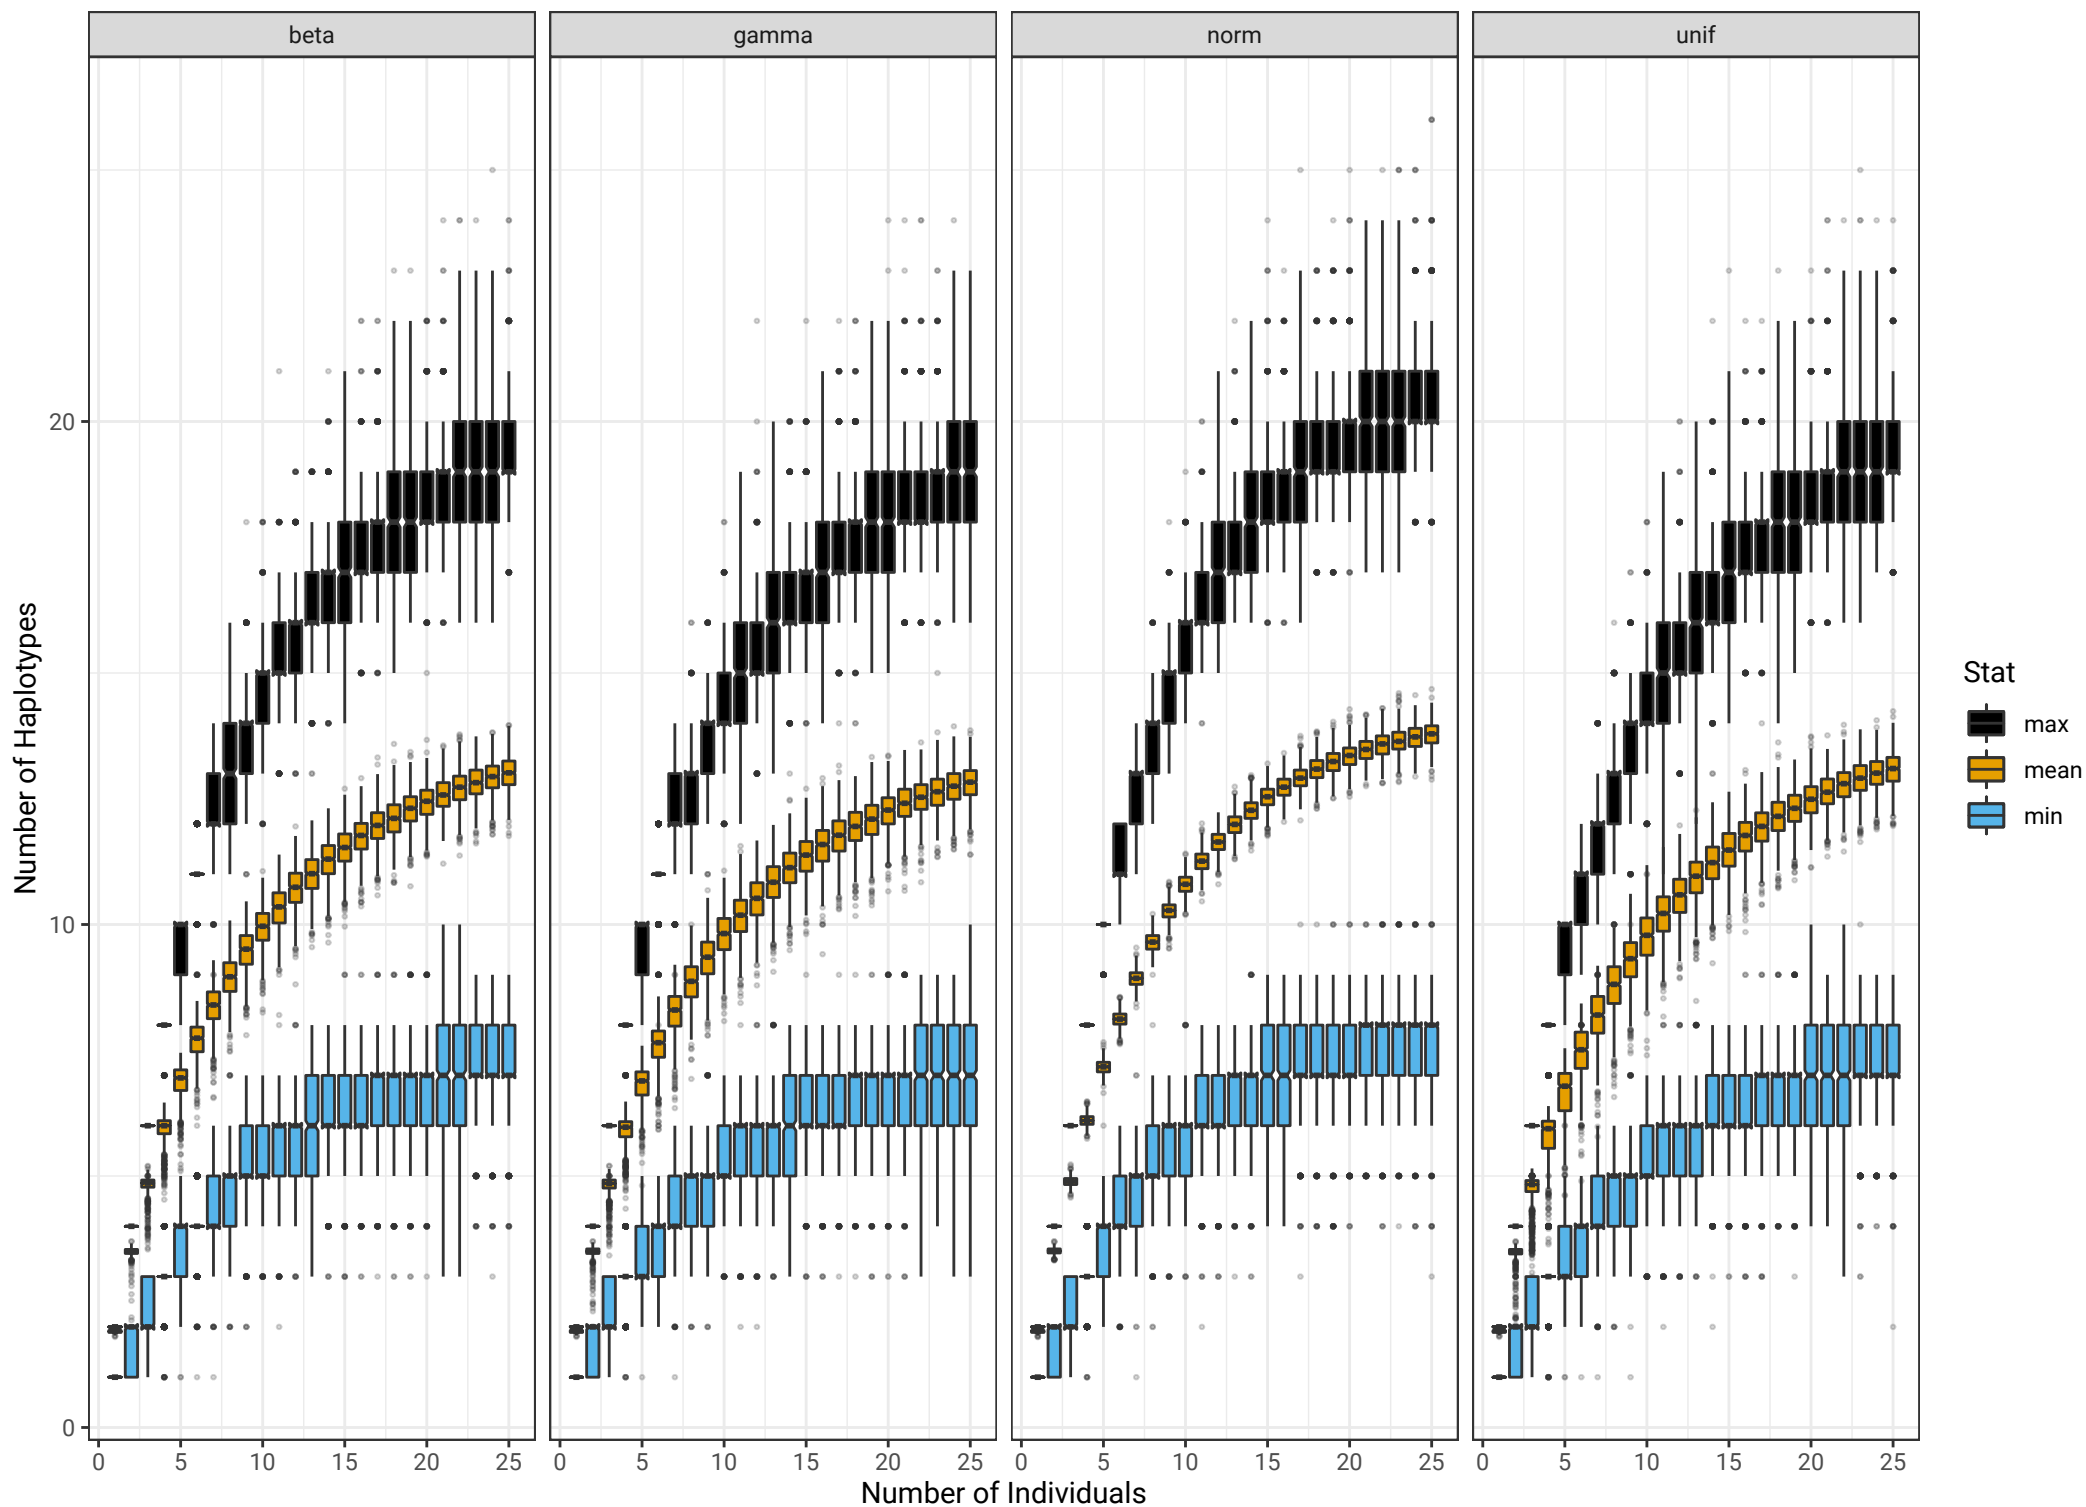 beta gamma norm unif
Number of Haplotypes
20
10
0
Stat
max
mean
min
0 5 10 15 20 25 0 5 10 15 20 25 0 5 10 15 20 25 0 5 10 15 20 25
Number of Individuals